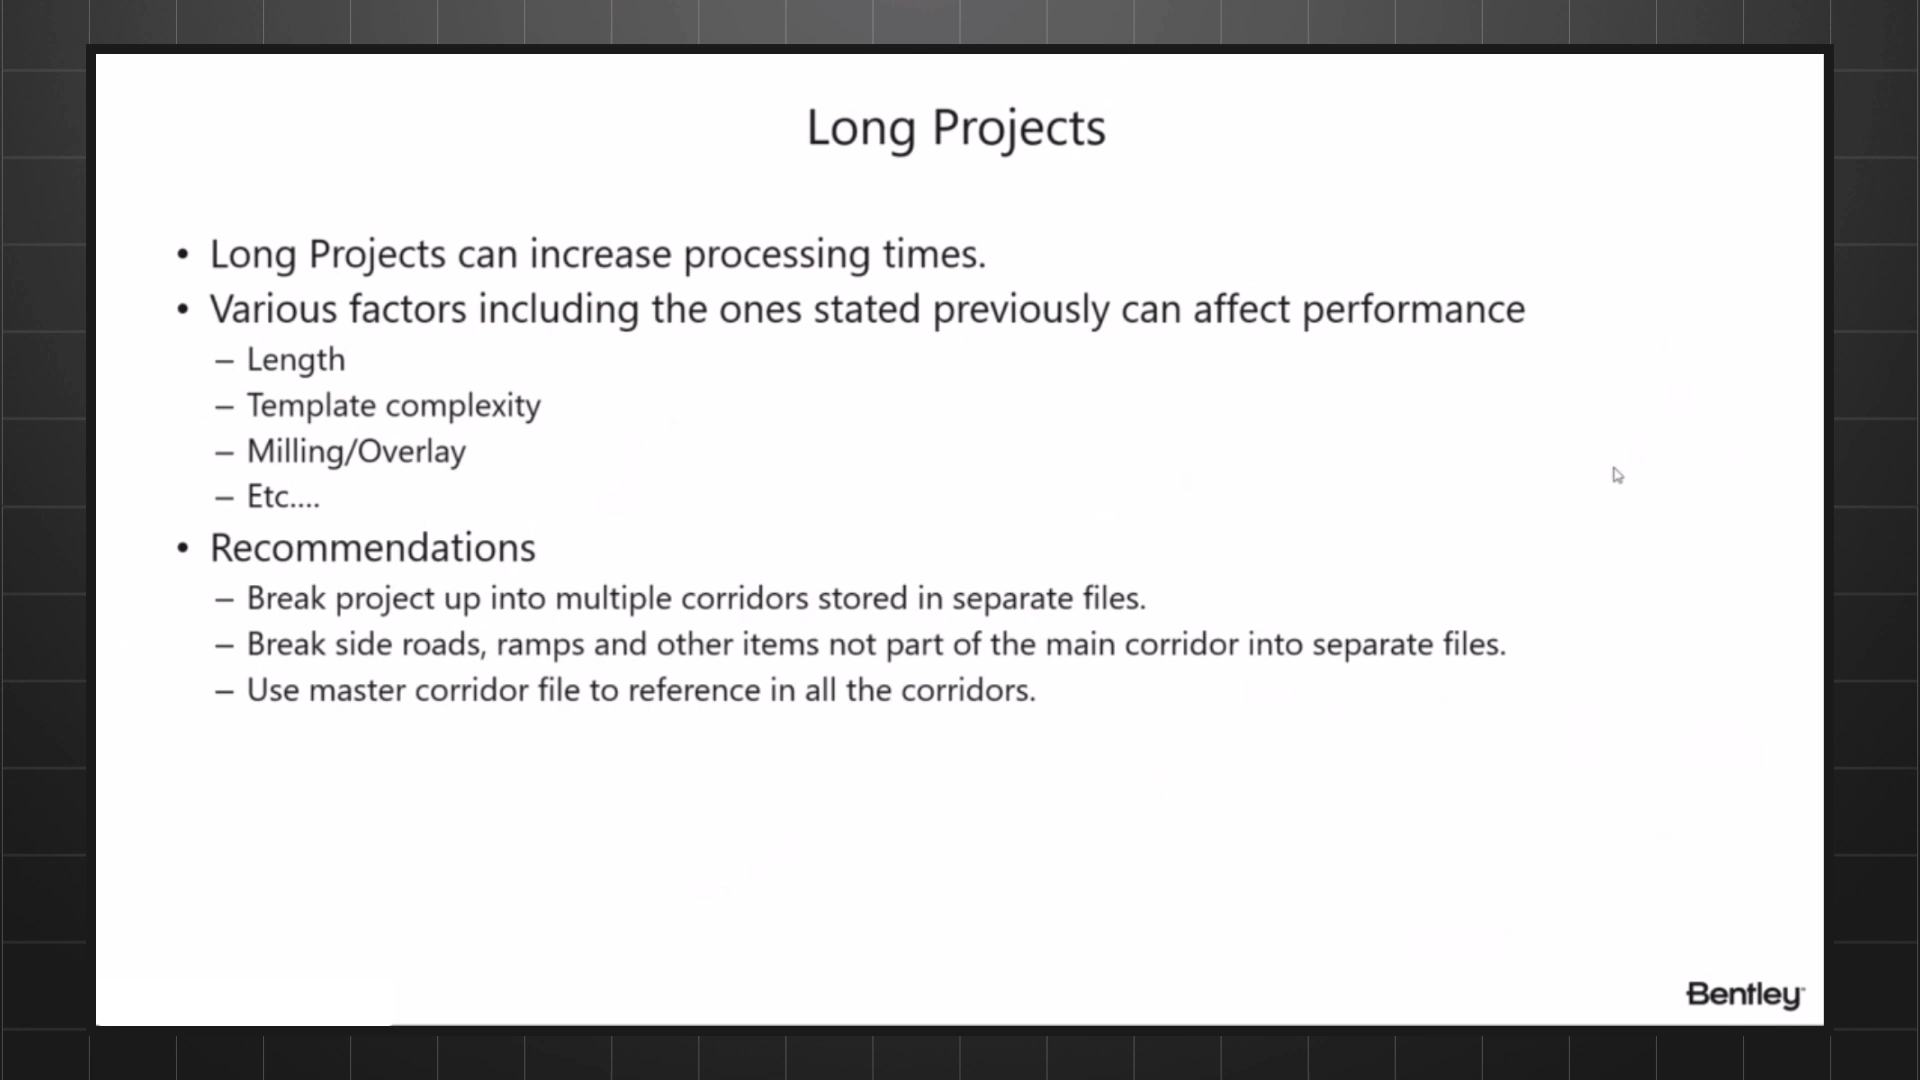 Long Projects
• Long Projects can increase processing times.
• Various factors including the ones stated previously can affect performance
– Length
– Template complexity
– Milling/Overlay
– Etc....
• Recommendations
– Break project up into multiple corridors stored in separate files.
– Break side roads, ramps and other items not part of the main corridor into separate files.
– Use master corridor file to reference in all the corridors.
Bentley